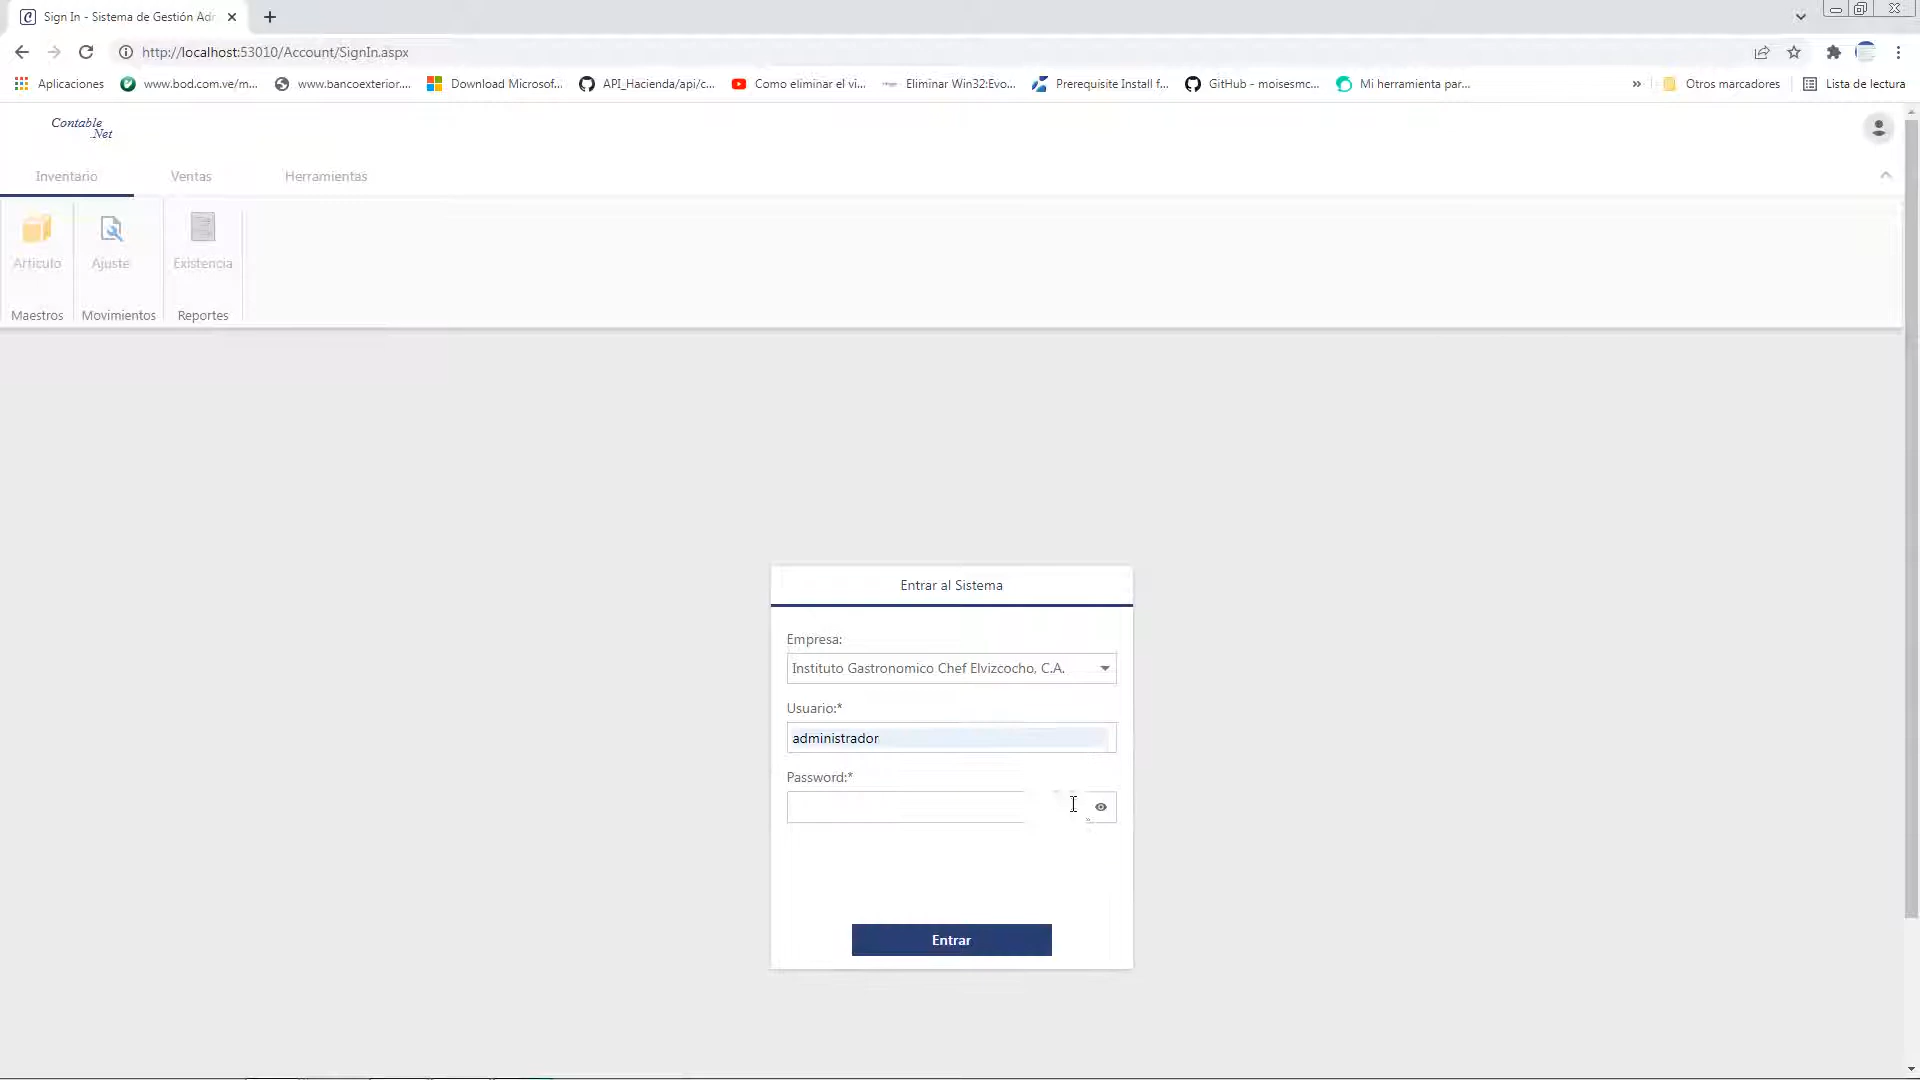 Sign In - Sistema de Gestión Adr
http://localhost:53010/Account/SignIn.aspx
Aplicaciones www.bod.com.ve/m... www.bancoexterior.... Download Microsof... API_Hacienda/api/c... Como eliminar el vi... Eliminar Win32:Evo... Prerequisite Install f... GitHub - moisesmc... Mi herramienta par... » Otros marcadores Lista de lectura
Contable
.Net
Inventario Ventas Herramientas
Artículo Ajuste Existencia
Maestros Movimientos Reportes
Entrar al Sistema
Empresa:
Instituto Gastronomico Chef Elvizcocho, C.A.
Usuario:*
administrador
Password:*
Entrar